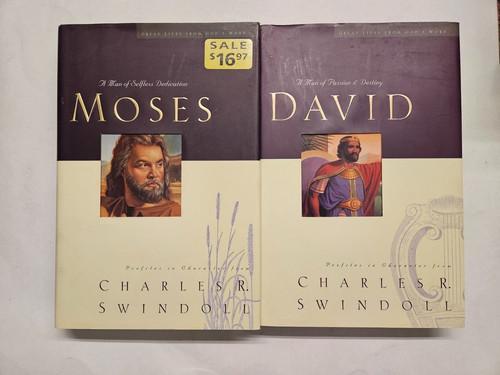 GREAT LIVES FROM GOD'S WORD
SALE
$16.97
A Man of Selfless Dedication
MOSES
Profiles in Character from
CHARLES R.
SWINDOLL
GREAT LIVES FROM GOD'S WORD
A Man of Passion & Destiny
DAVID
Profiles in Character from
CHARLES R.
SWINDOLL